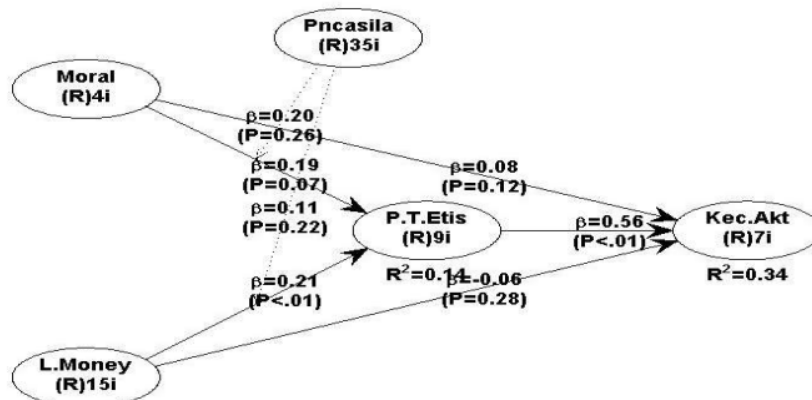 Pncasila
(R)35i
Moral
(R)4i
β=0.20
(P=0.26)
β=0.19
(P=0.07)
β=0.08
(P=0.12)
β=0.11
(P=0.22)
P.T.Etis
(R)9i
β=0.56
(P<.01)
Kec.Akt
(R)7i
R²=0.14
R²=0.34
β=0.21
(P<.01)
β=-0.06
(P=0.28)
L.Money
(R)15i